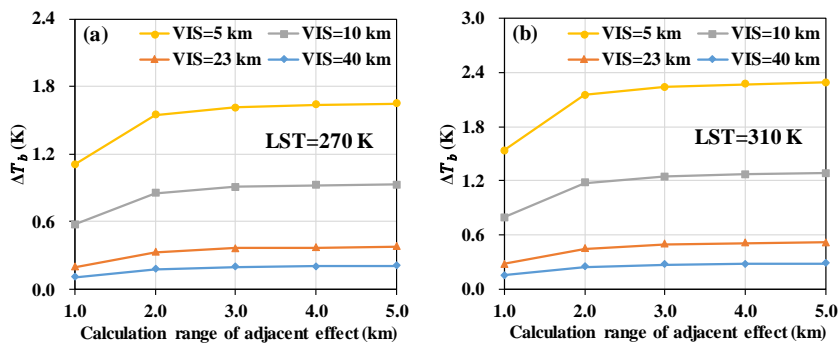 (a)
VIS=5 km
VIS=10 km
VIS=23 km
VIS=40 km
LST=270 K
ΔT_b (K)
2.4
1.8
1.2
0.6
0.0
1.0 2.0 3.0 4.0 5.0
Calculation range of adjacent effect (km)
(b)
VIS=5 km
VIS=10 km
VIS=23 km
VIS=40 km
LST=310 K
ΔT_b (K)
3.0
2.4
1.8
1.2
0.6
0.0
1.0 2.0 3.0 4.0 5.0
Calculation range of adjacent effect (km)